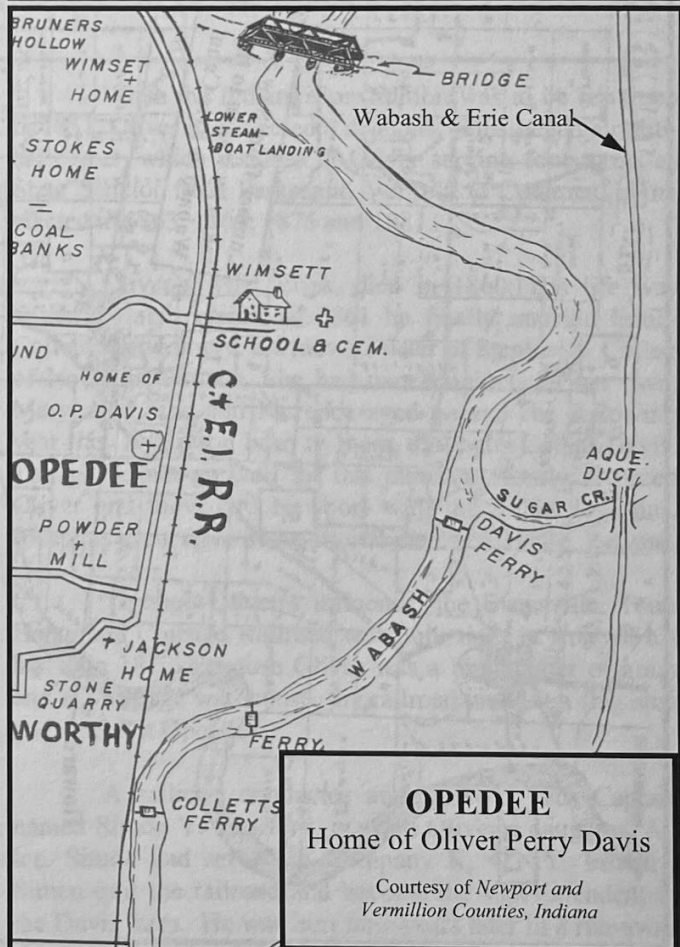 BRUNERS
HOLLOW
WIMSET
HOME
BRIDGE
Wabash & Erie Canal
LOWER
STEAM-
BOAT LANDING
STOKES
HOME
COAL
BANKS
WIMSETT
SCHOOL & CEM.
UND
HOME OF
O.P. DAVIS
OPEDEE
C. & E.I. R.R
AQUE
DUCT
SUGAR CR.
DAVIS
FERRY
POWDER
MILL
WABASH
JACKSON
HOME
STONE
QUARRY
WORTHY
FERRY
COLLETTS
FERRY
OPEDEE
Home of Oliver Perry Davis
Courtesy of Newport and
Vermillion Counties, Indiana